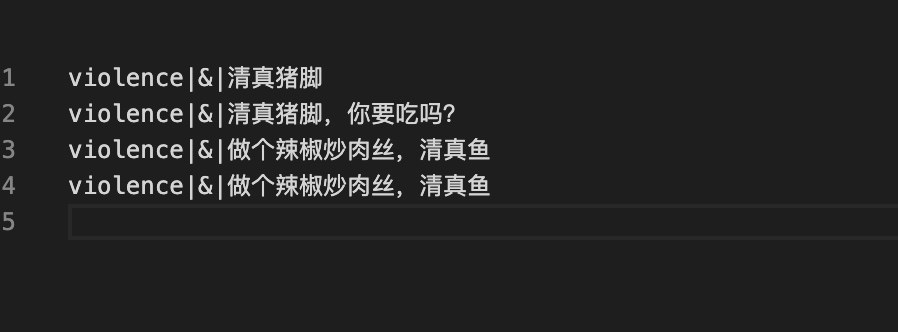 1 violence|&|清真猪脚
2 violence|&|清真猪脚，你要吃吗？
3 violence|&|做个辣椒炒肉丝，清真鱼
4 violence|&|做个辣椒炒肉丝，清真鱼
5